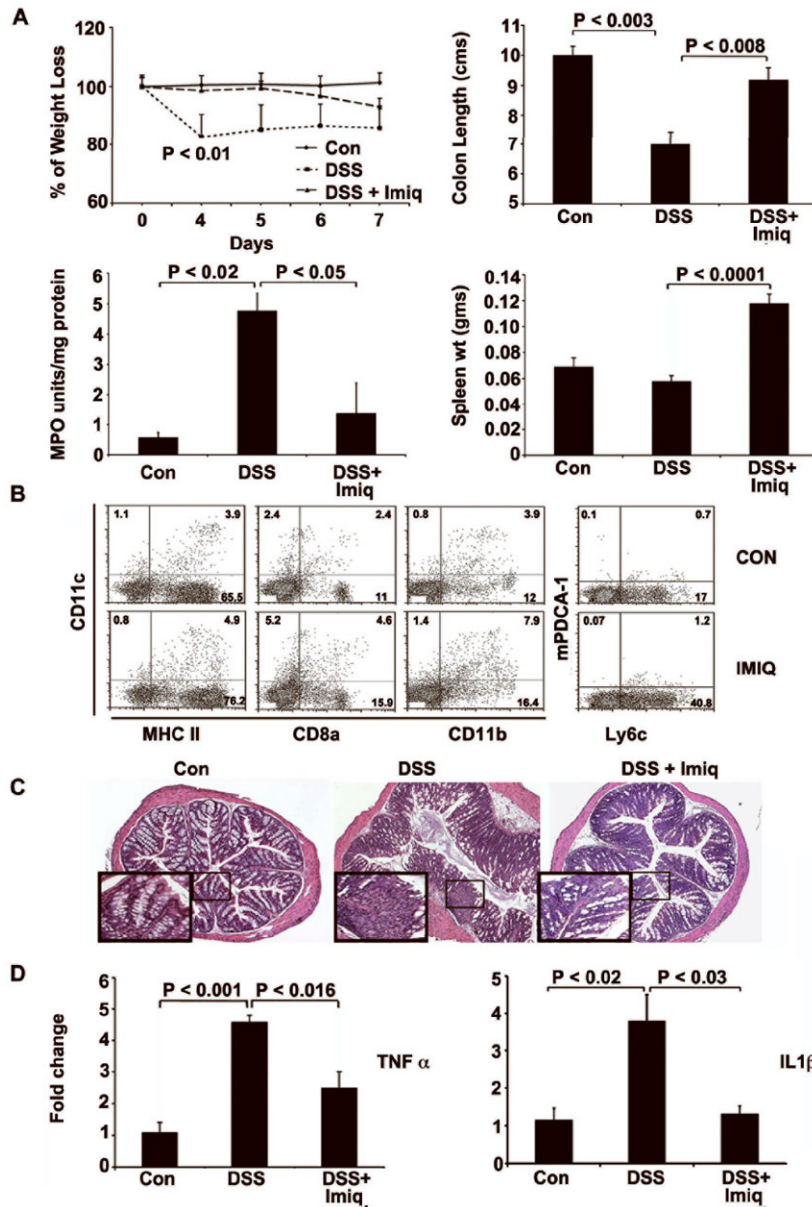 A
120
100
80
60
% of Weight Loss
P < 0.01
Con
DSS
DSS + Imiq
0 4 5 6 7
Days
P < 0.003
P < 0.008
10
9
8
7
6
5
Colon Length (cms)
Con DSS DSS+
Imiq
P < 0.02 P < 0.05
6
5
4
3
2
1
0
MPO units/mg protein
Con DSS DSS+
Imiq
P < 0.0001
0.14
0.12
0.10
0.08
0.06
0.04
0.02
0
Spleen wt (gms)
Con DSS DSS+
Imiq
B
1.1 3.9 2.4 2.4 0.8 3.9 0.1 0.7
65.5 11 12 17
CON
CD11c
mPDCA-1
0.8 4.9 5.2 4.6 1.4 7.9 0.07 1.2
76.2 15.9 16.4 40.8
IMIQ
MHC II CD8a CD11b Ly6c
C
Con DSS DSS + Imiq
D
P < 0.001 P < 0.016
6
5
4
3
2
1
0
Fold change
TNF α
Con DSS DSS+
Imiq
P < 0.02 P < 0.03
5
4
3
2
1
0
IL1β
Con DSS DSS+
Imiq